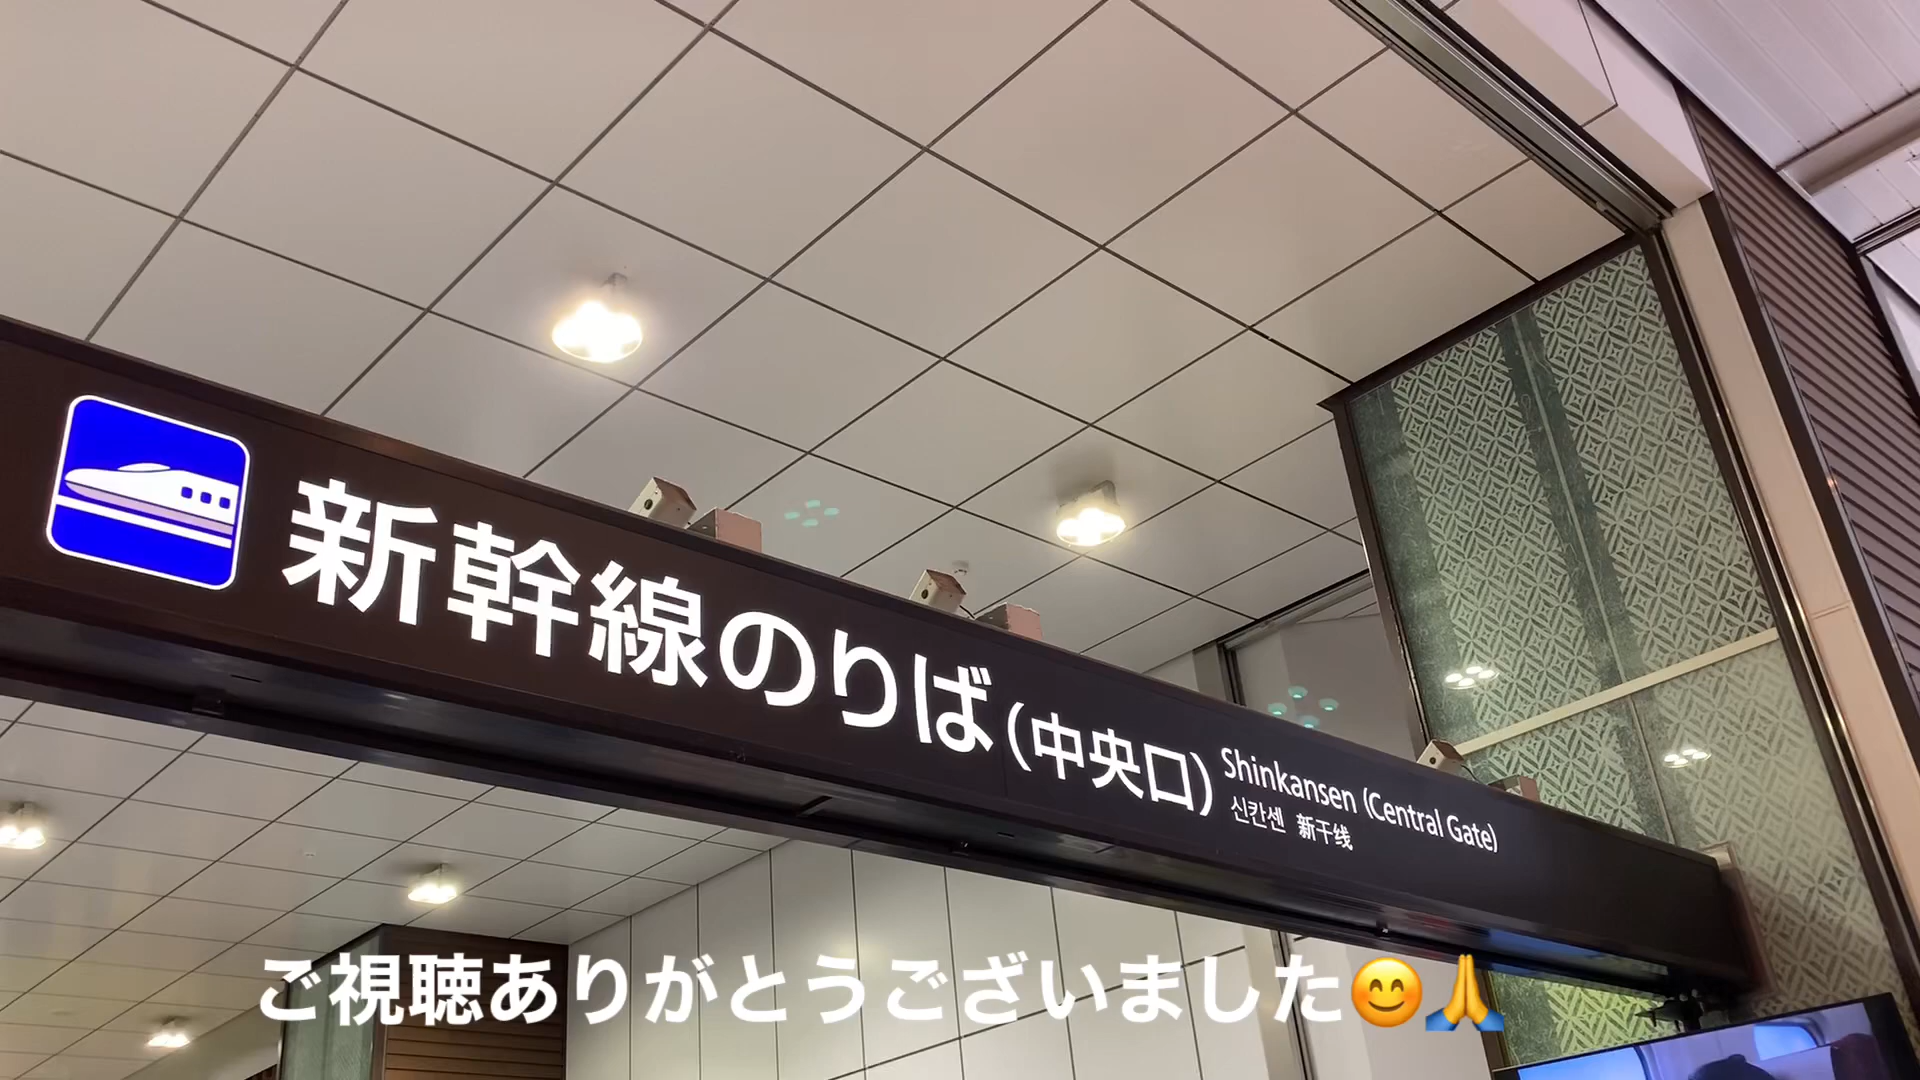 新幹線のりば(中央口)
Shinkansen (Central Gate)
신칸센 新干线
ご視聴ありがとうございました😊🙏